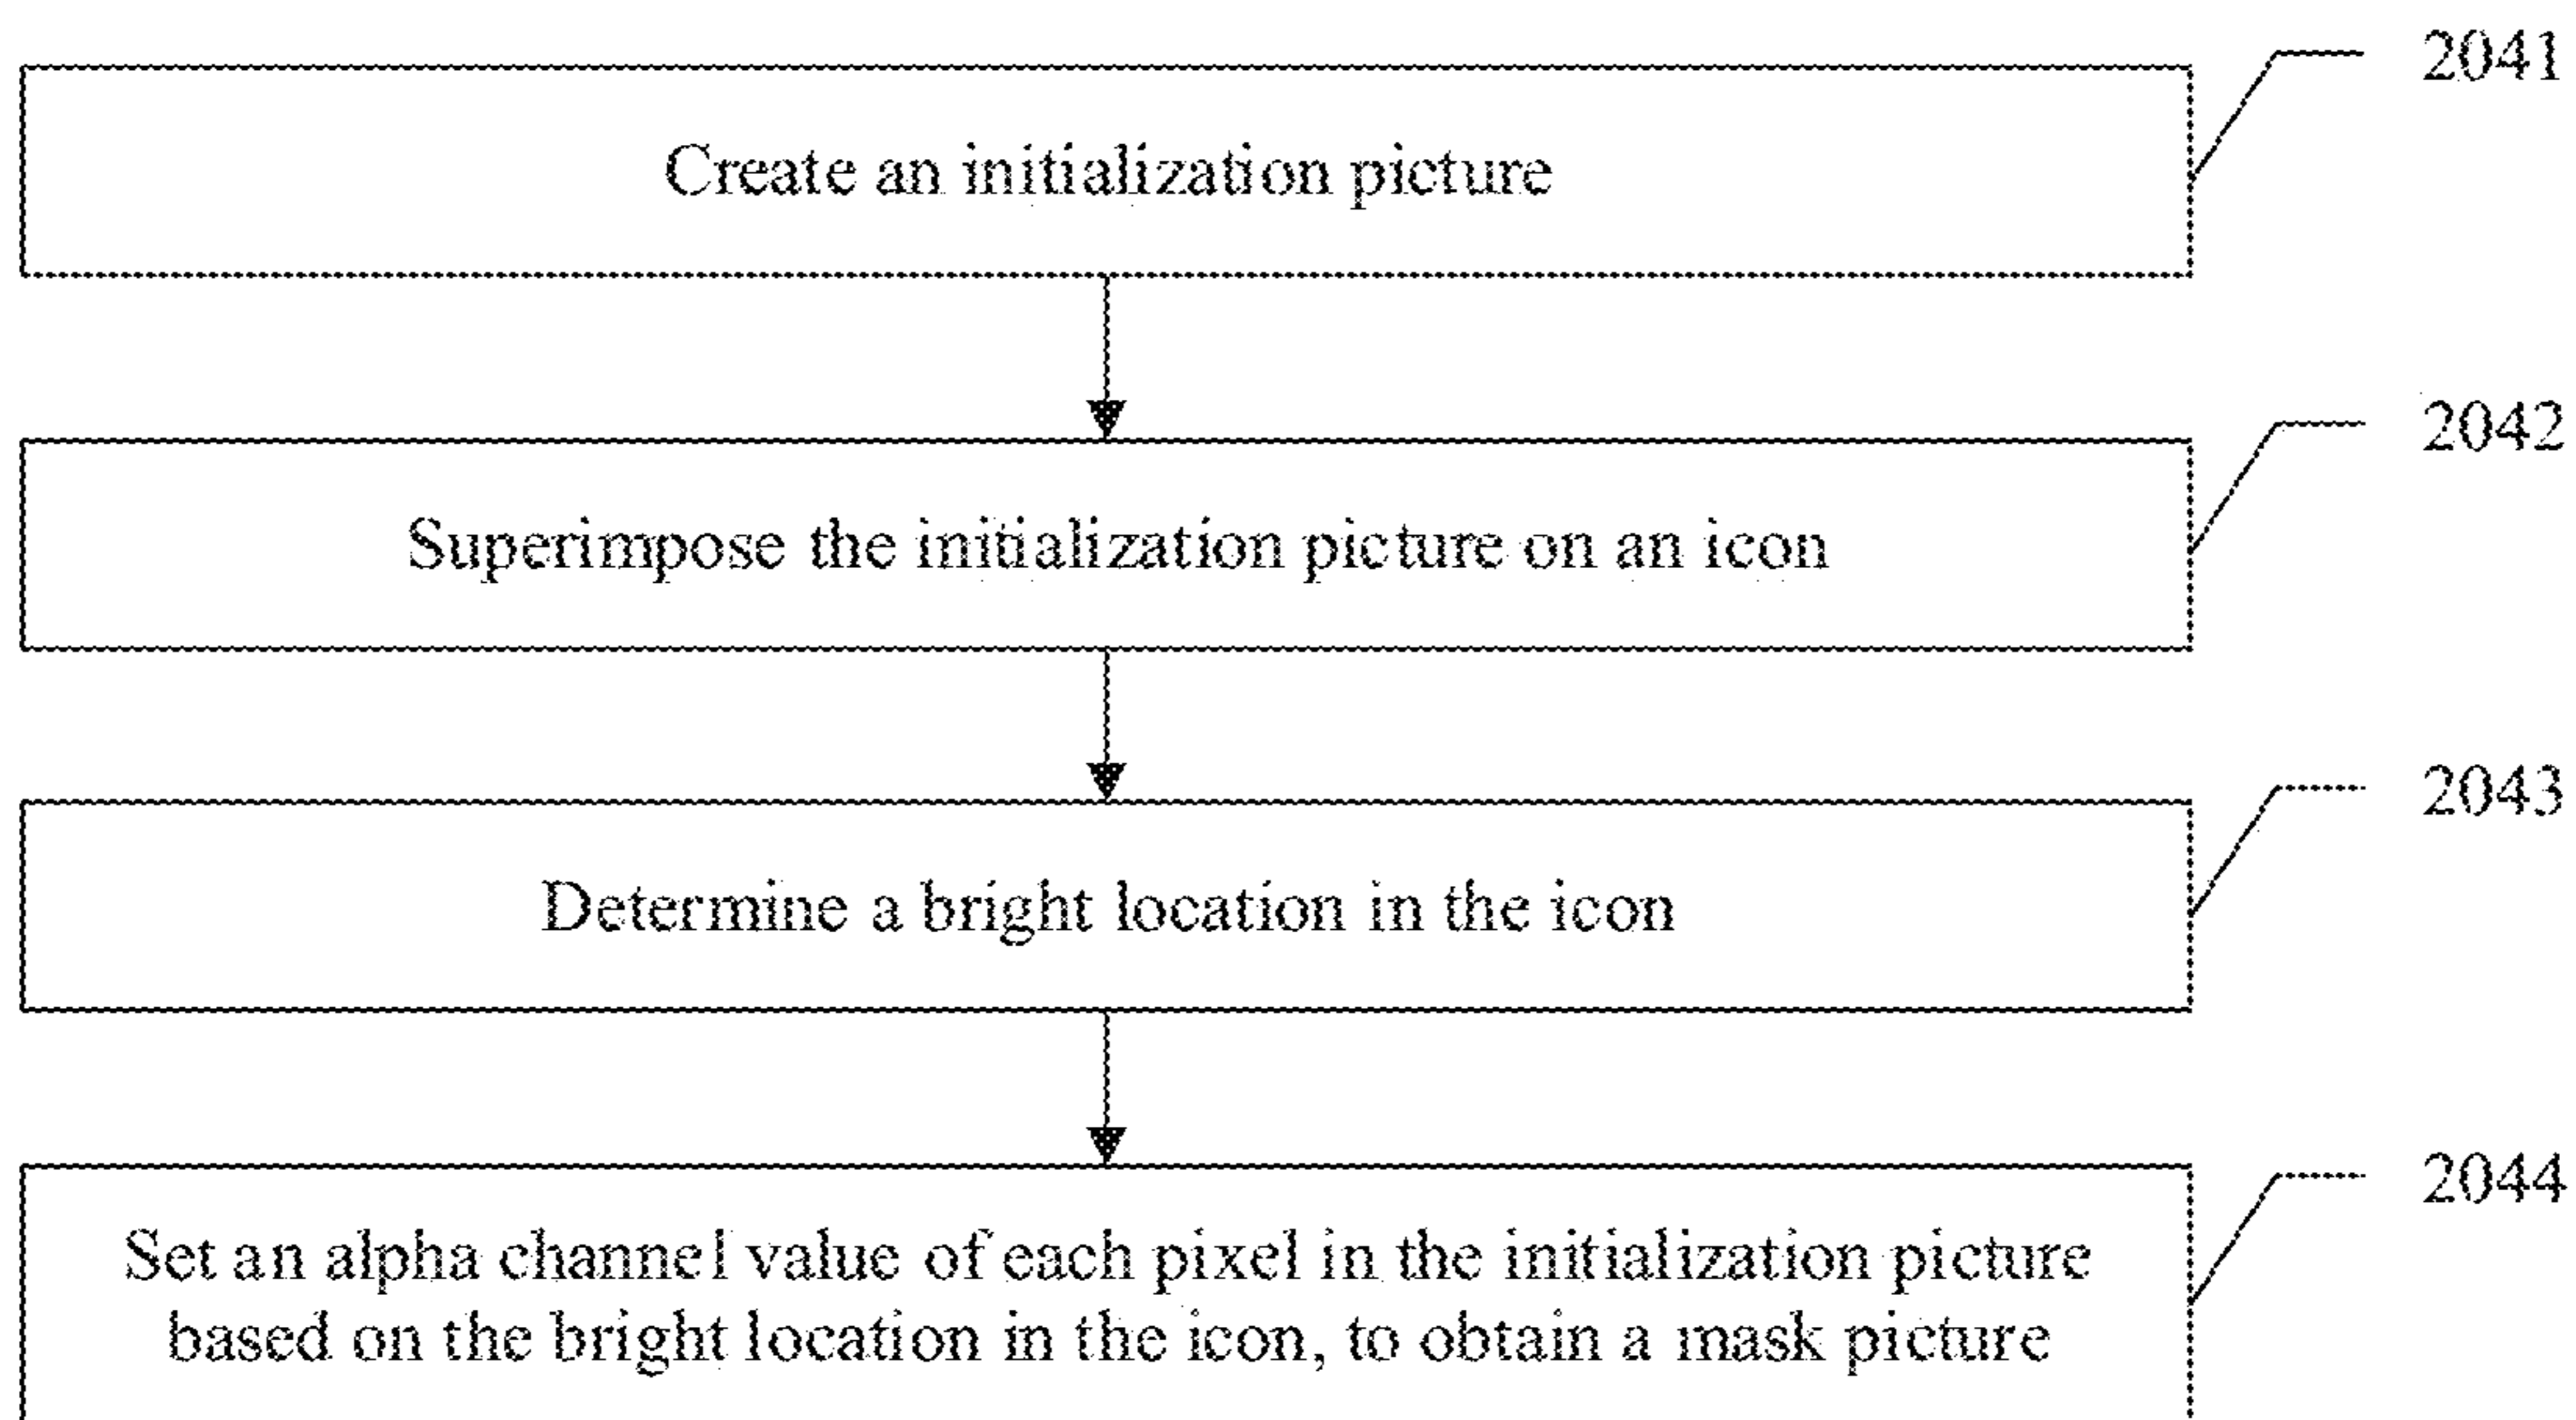 2041
Create an initialization picture
2042
Superimpose the initialization picture on an icon
2043
Determine a bright location in the icon
2044
Set an alpha channel value of each pixel in the initialization picture
based on the bright location in the icon, to obtain a mask picture